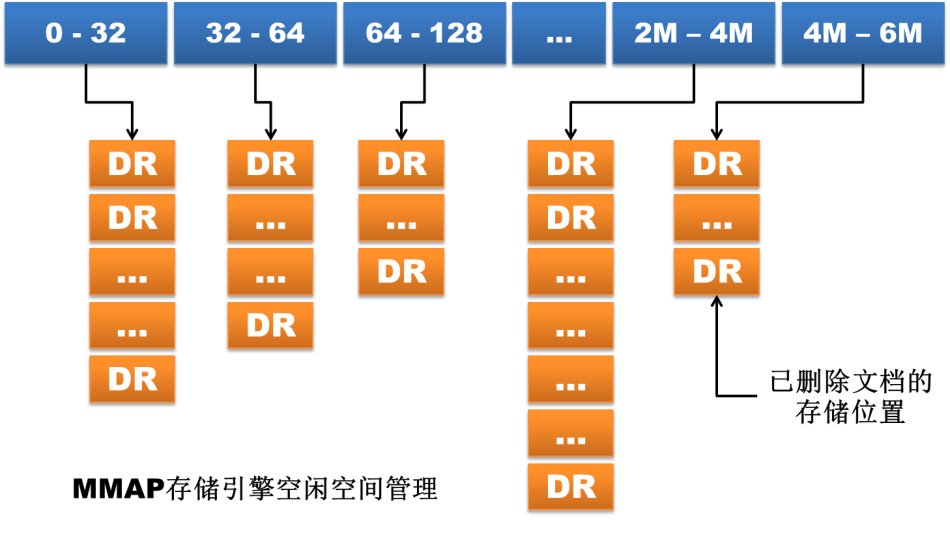 0 - 32
32 - 64
64 - 128
...
2M – 4M
4M – 6M
DR
DR
...
...
DR
DR
...
...
DR
DR
...
DR
DR
DR
...
...
...
...
DR
DR
...
DR
已删除文档的
存储位置
MMAP存储引擎空闲空间管理